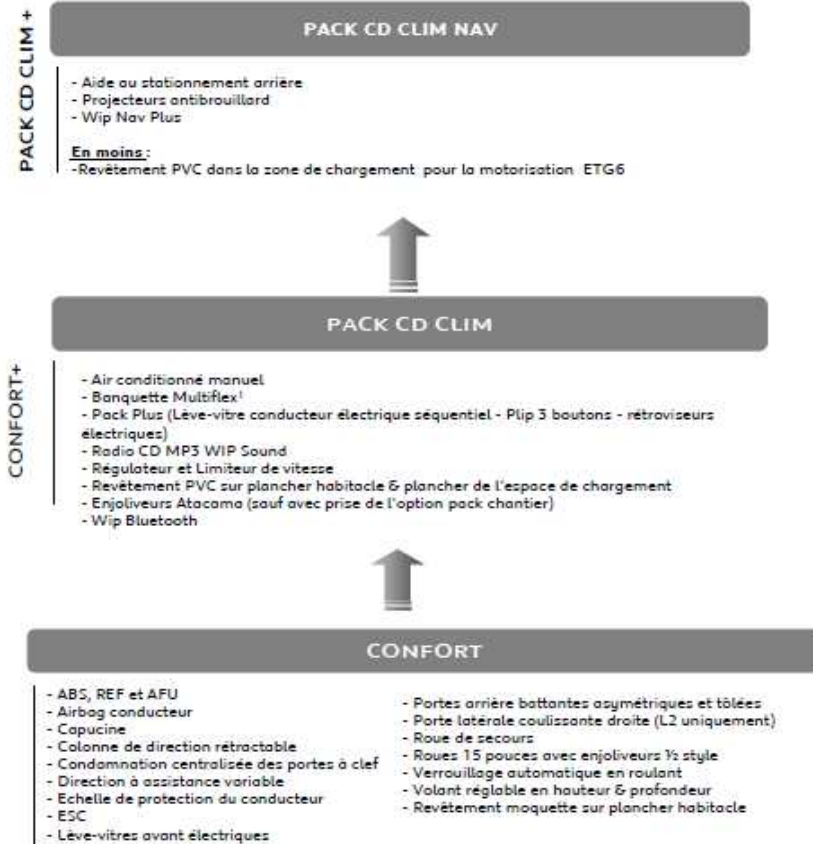 PACK CD CLIM +
PACK CD CLIM NAV
- Aide au stationnement arrière
- Projecteurs antibrouillard
- Wip Nav Plus
En moins :
-Revêtement PVC dans la zone de chargement pour la motorisation ETG6
PACK CD CLIM
CONFORT+
- Air conditionné manuel
- Banquette Multiflex¹
- Pack Plus (Lève-vitre conducteur électrique séquentiel - Plip 3 boutons - rétroviseurs
électriques)
- Radio CD MP3 WIP Sound
- Régulateur et Limiteur de vitesse
- Revêtement PVC sur plancher habitacle & plancher de l'espace de chargement
- Enjoliveurs Atacama (sauf avec prise de l'option pack chantier)
- Wip Bluetooth
CONFORT
- ABS, REF et AFU
- Airbag conducteur
- Capucine
- Colonne de direction rétractable
- Condamnation centralisée des portes à clef
- Direction à assistance variable
- Echelle de protection du conducteur
- ESC
- Lève-vitres avant électriques
- Portes arrière battantes asymétriques et tôlées
- Porte latérale coulissante droite (L2 uniquement)
- Roue de secours
- Roues 15 pouces avec enjoliveurs ½ style
- Verrouillage automatique en roulant
- Volant réglable en hauteur & profondeur
- Revêtement moquette sur plancher habitacle